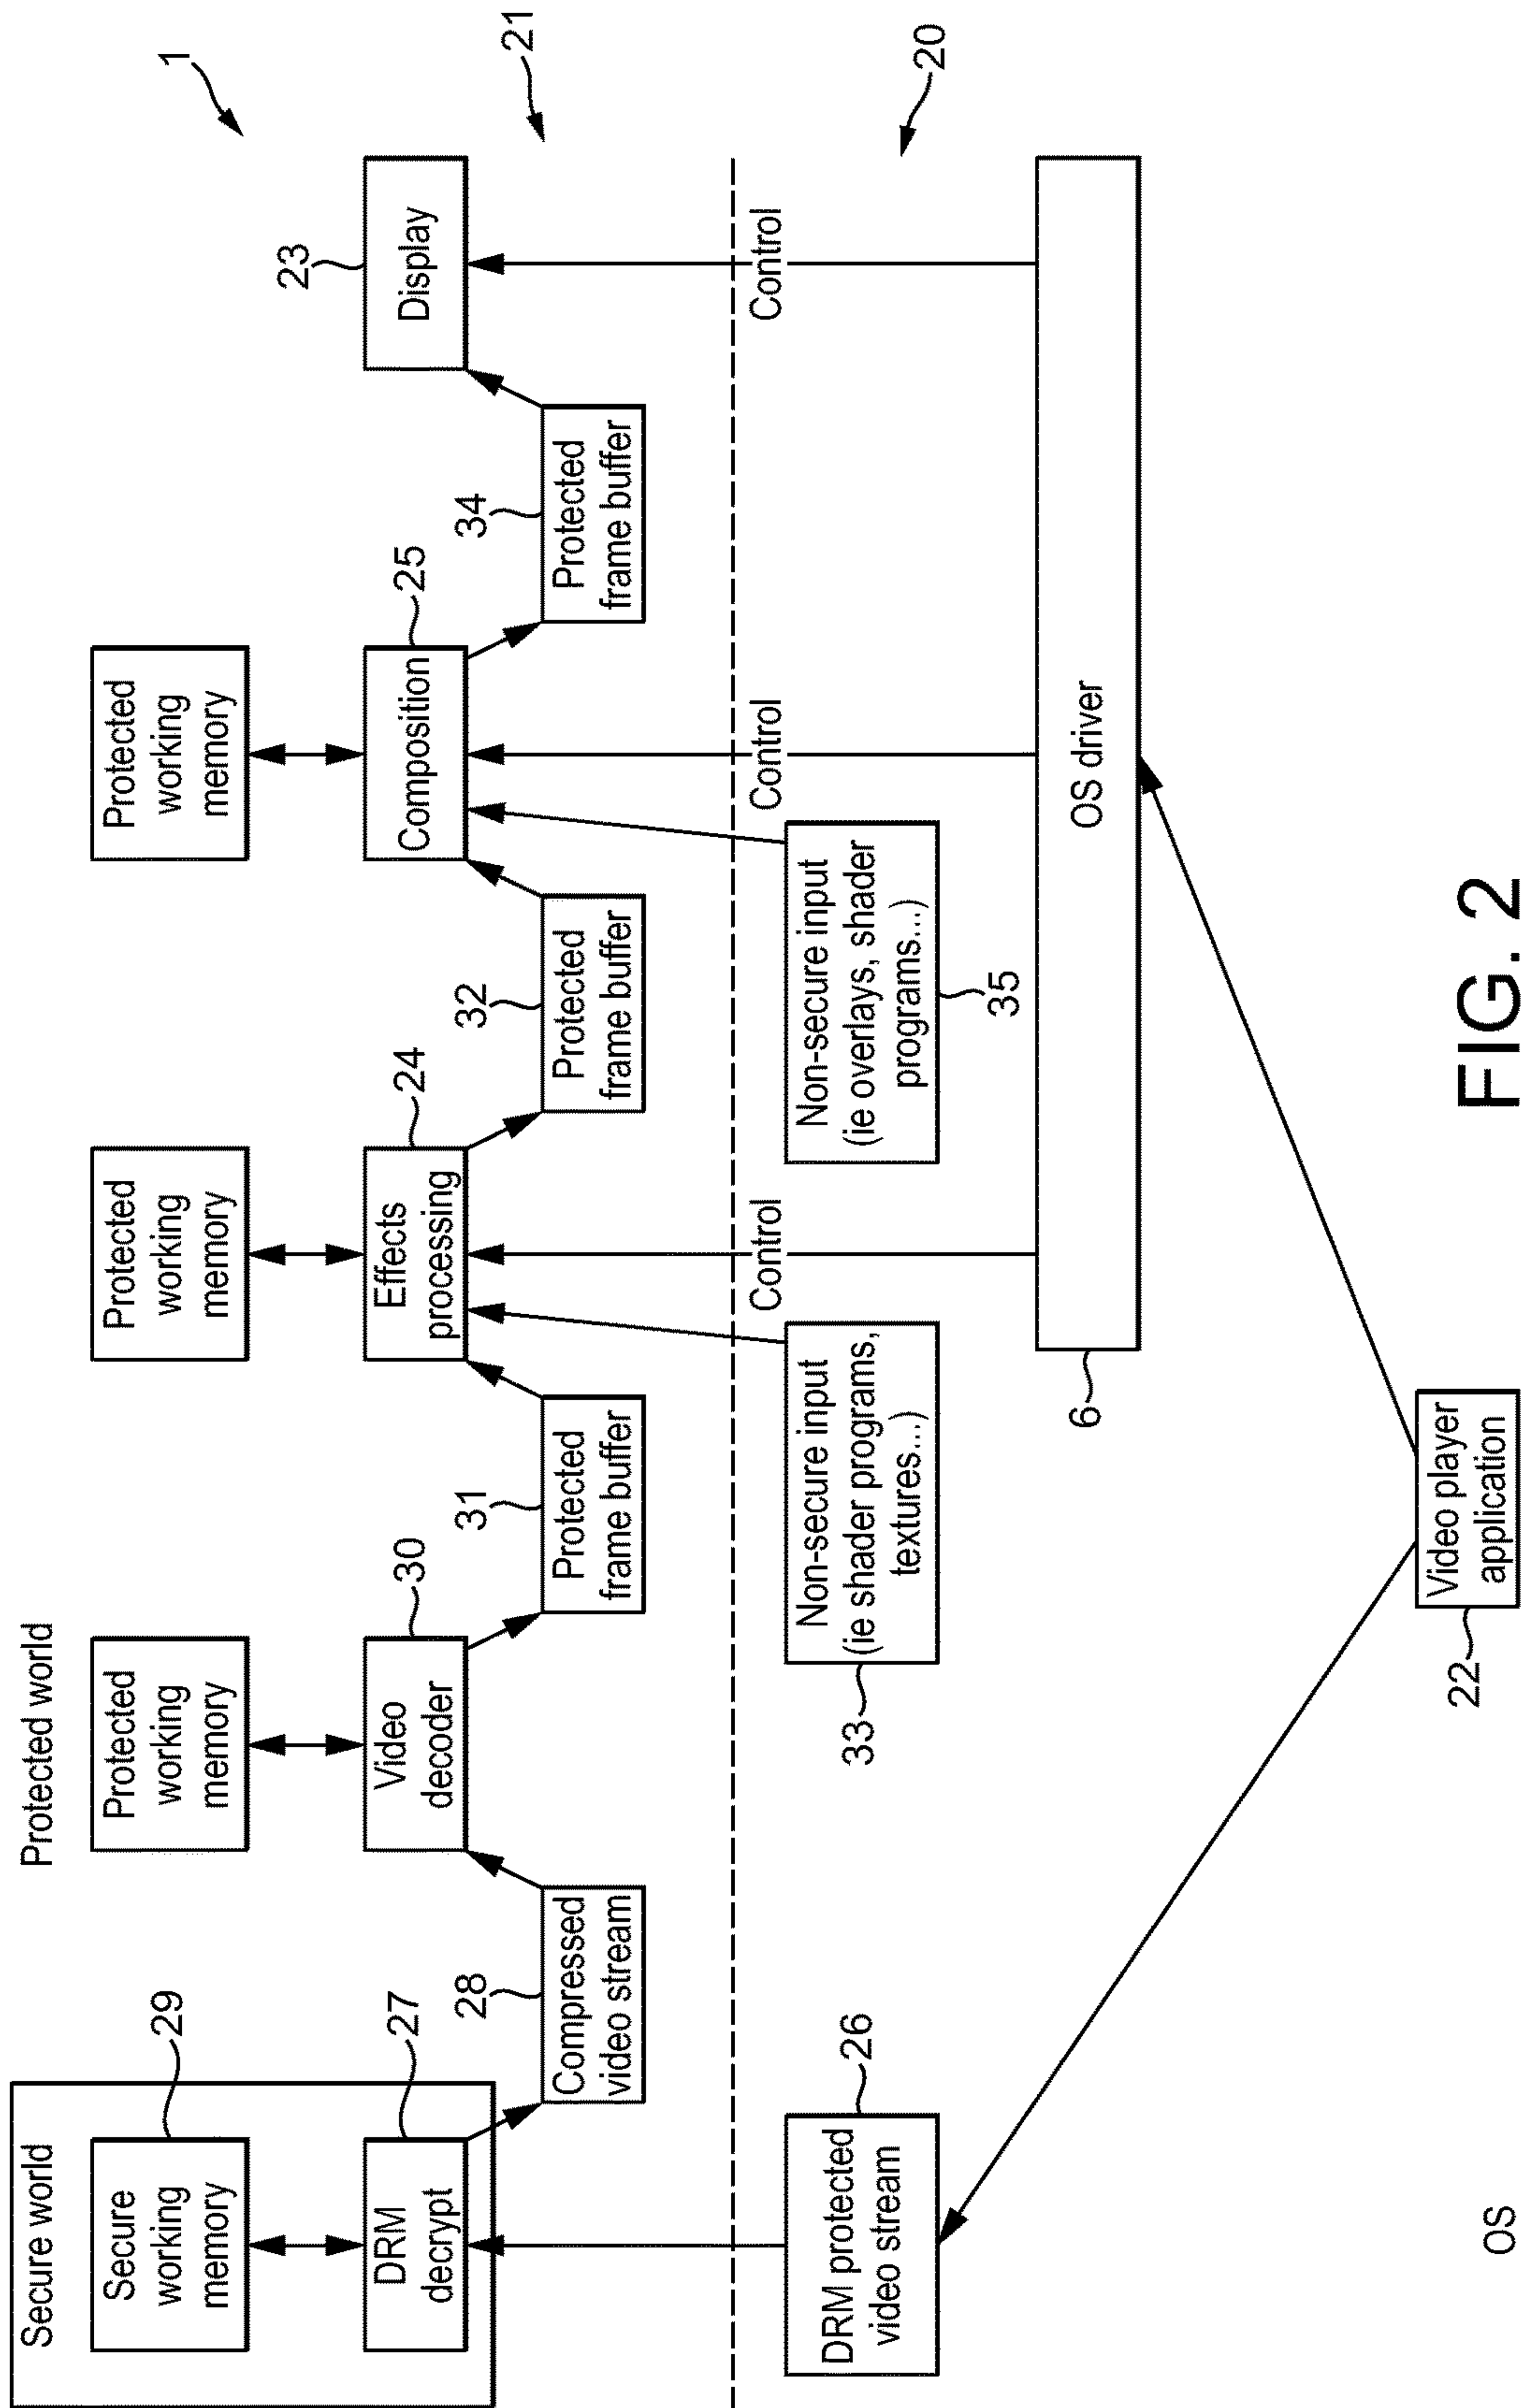 Secure world
Protected world
1
Secure
working
memory
29
Protected
working
memory
Protected
working
memory
Protected
working
memory
DRM
decrypt
27
Video
decoder
30
Effects
processing
24
Composition
25
Display
23
21
Compressed
video stream
28
Protected
frame buffer
31
Protected
frame buffer
32
Protected
frame buffer
34
Control
Control
Control
20
DRM protected
video stream
26
Non-secure input
(ie shader programs,
textures...)
33
Non-secure input
(ie overlays, shader
programs...)
35
OS driver
6
Video player
application
22
OS
FIG. 2